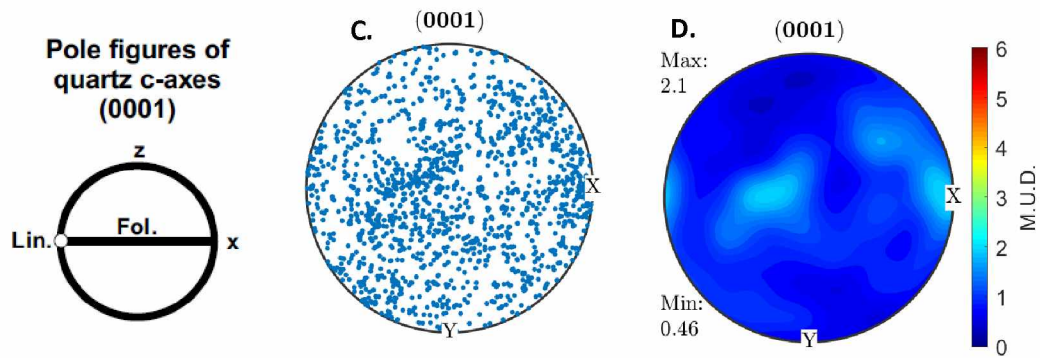 Pole figures of
quartz c-axes
(0001)
z
Lin.
Fol.
x
C.
(0001)
X
Y
D.
(0001)
Max:
2.1
X
Min:
0.46
Y
6
5
4
3
2
1
0
M.U.D.